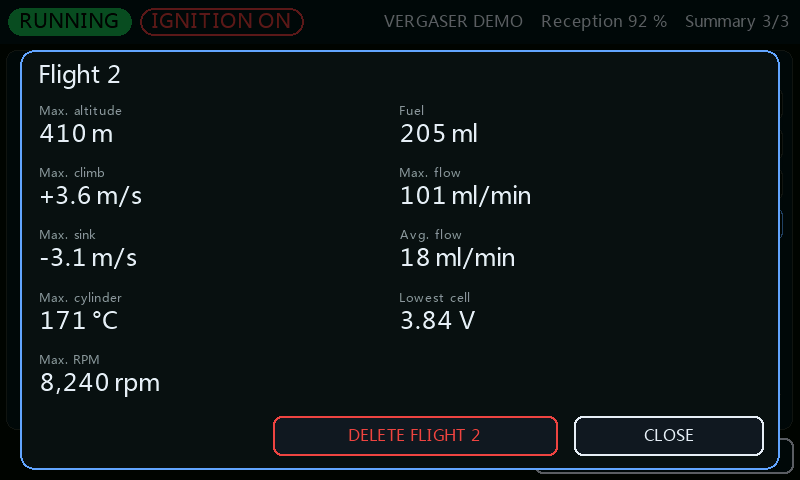 RUNNING IGNITION ON VERGASER DEMO Reception 92 % Summary 3/3
Flight 2
Max. altitude
410 m
Fuel
205 ml
Max. climb
+3.6 m/s
Max. flow
101 ml/min
Max. sink
-3.1 m/s
Avg. flow
18 ml/min
Max. cylinder
171 °C
Lowest cell
3.84 V
Max. RPM
8,240 rpm
DELETE FLIGHT 2 CLOSE